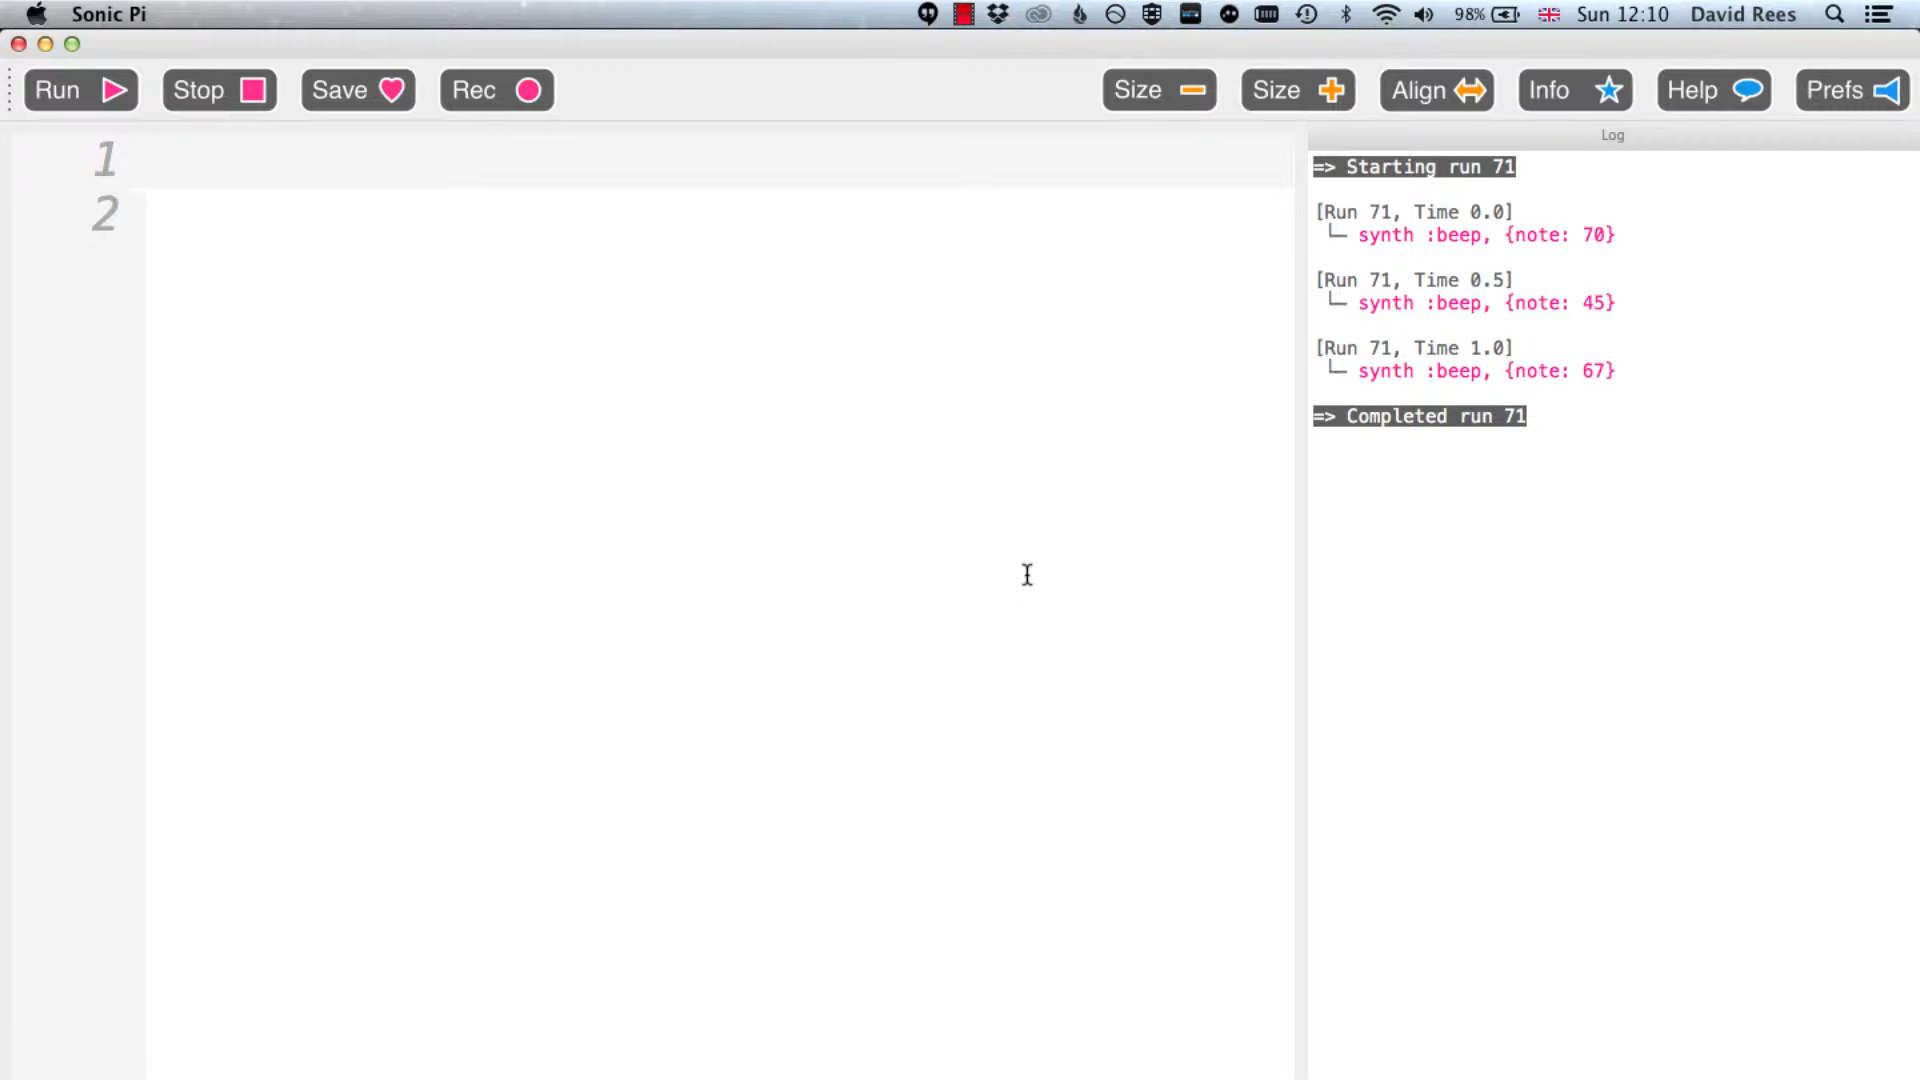 Sonic Pi 98% Sun 12:10 David Rees
Run Stop Save Rec Size Size Align Info Help Prefs
Log
1
2
=> Starting run 71
[Run 71, Time 0.0]
└─ synth :beep, {note: 70}
[Run 71, Time 0.5]
└─ synth :beep, {note: 45}
[Run 71, Time 1.0]
└─ synth :beep, {note: 67}
=> Completed run 71